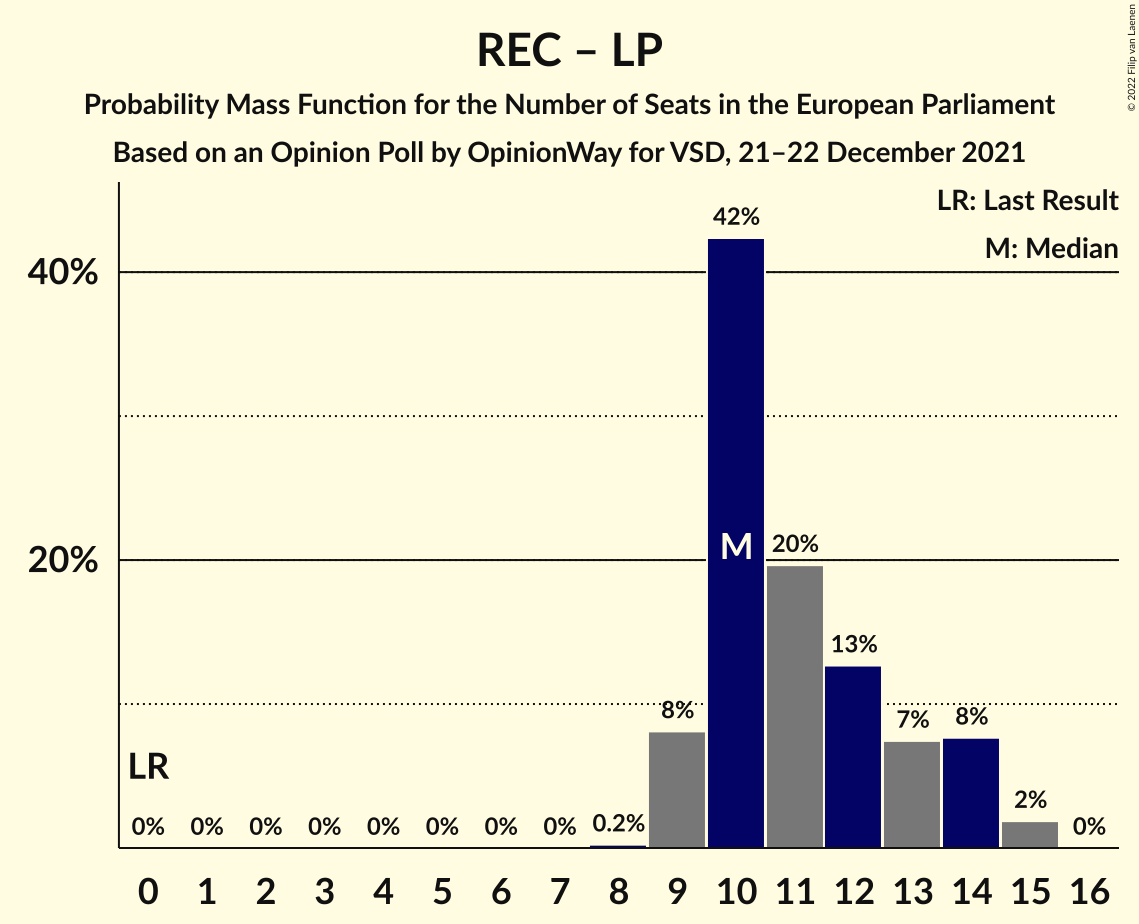 REC – LP
Probability Mass Function for the Number of Seats in the European Parliament
Based on an Opinion Poll by OpinionWay for VSD, 21–22 December 2021
© 2022 Filip van Laenen
LR: Last Result
M: Median
40%
20%
42%
M
20%
13%
8%
7%
8%
2%
LR
0% 0% 0% 0% 0% 0% 0% 0% 0.2% 0%
0 1 2 3 4 5 6 7 8 9 10 11 12 13 14 15 16